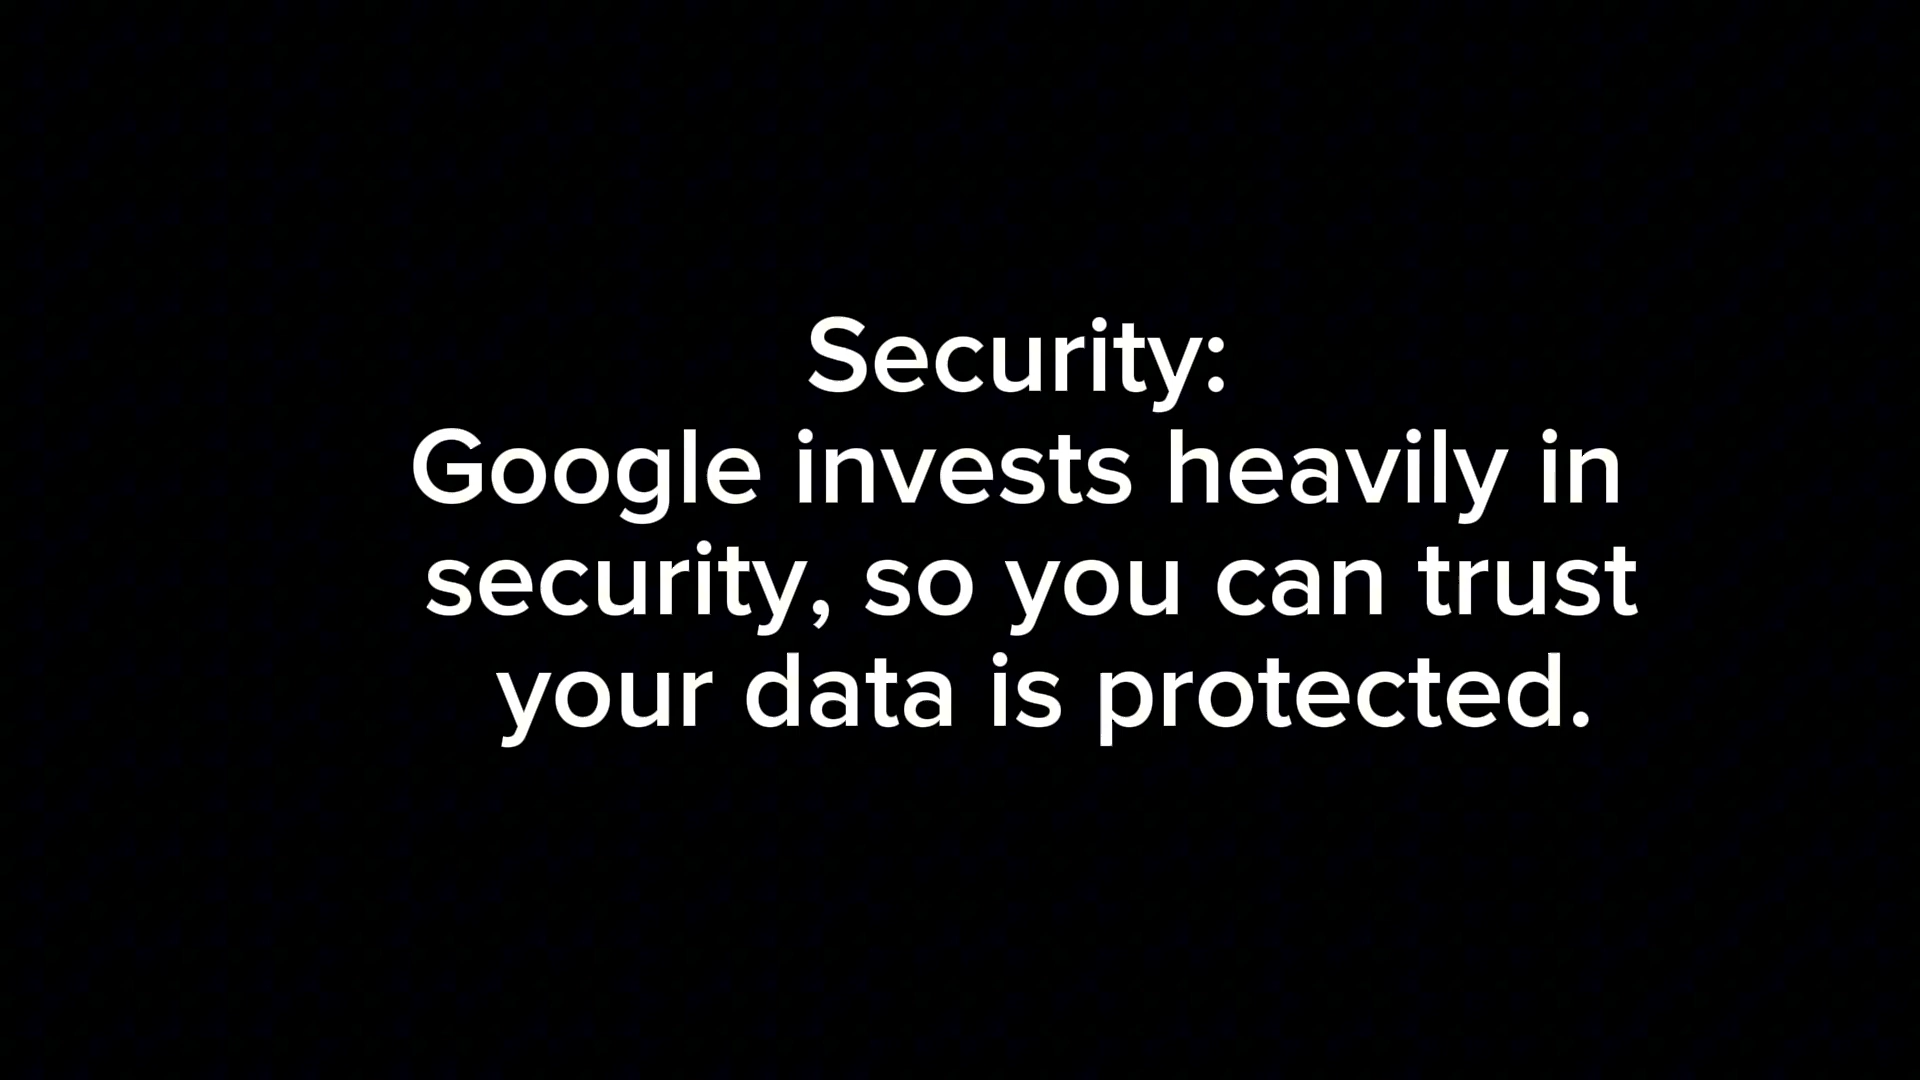 Security:
Google invests heavily in
security, so you can trust
your data is protected.